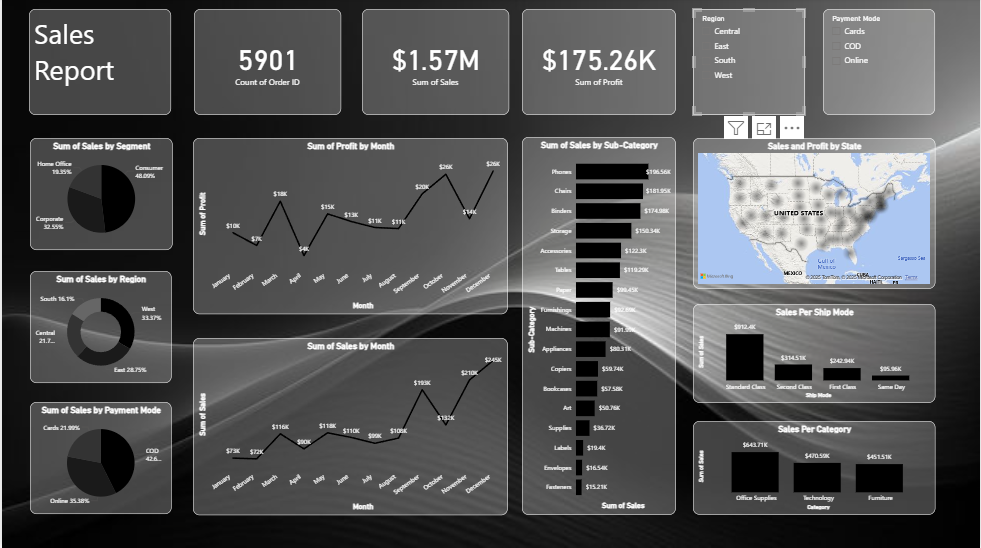 Sales
Report
5901
Count of Order ID
$1.57M
Sum of Sales
$175.26K
Sum of Profit
Region
Central
East
South
West
Payment Mode
Cards
COD
Online
Sum of Sales by Segment
Home Office
19.35%
Consumer
48.09%
Corporate
32.55%
Sum of Profit by Month
Sum of Profit
$10K
$7K
$18K
$4K
$15K
$13K
$11K
$11K
$20K
$26K
$14K
$26K
January
February
March
April
May
June
July
August
September
October
November
December
Month
Sum of Sales by Sub-Category
Sub-Category
Phones
$196.56K
Chairs
$181.95K
Binders
$174.98K
Storage
$150.34K
Accessories
$122.3K
Tables
Paper
Furnishings
Machines
Appliances
$80.31K
Copiers
$59.74K
Bookcases
$57.58K
Art
$50.76K
Supplies
$36.72K
Labels
$19.4K
Envelopes
$16.54K
Fasteners
$15.21K
Sum of Sales
Sales and Profit by State
UNITED STATES
MEXICO
Gulf of
Mexico
Sargasso Sea
CUBA
HAITI
PR
Microsoft Bing
© 2025 TomTom, © 2025 Microsoft Corporation
Terms
Sum of Sales by Region
South 16.1%
West
33.37%
Central
21.7...
East 28.75%
Sum of Sales by Month
Sum of Sales
$73K
$72K
$116K
$90K
$118K
$110K
$99K
$108K
$193K
$132K
$210K
$245K
January
February
March
April
May
June
July
August
September
October
November
December
Month
Sales Per Ship Mode
Sum of Sales
$912.4K
$314.51K
$242.94K
$95.96K
Standard Class
Second Class
First Class
Same Day
Ship Mode
Sum of Sales by Payment Mode
Cards 21.99%
COD
42.6...
Online 35.38%
Sales Per Category
Sum of Sales
$643.71K
$470.59K
$451.51K
Office Supplies
Technology
Furniture
Category